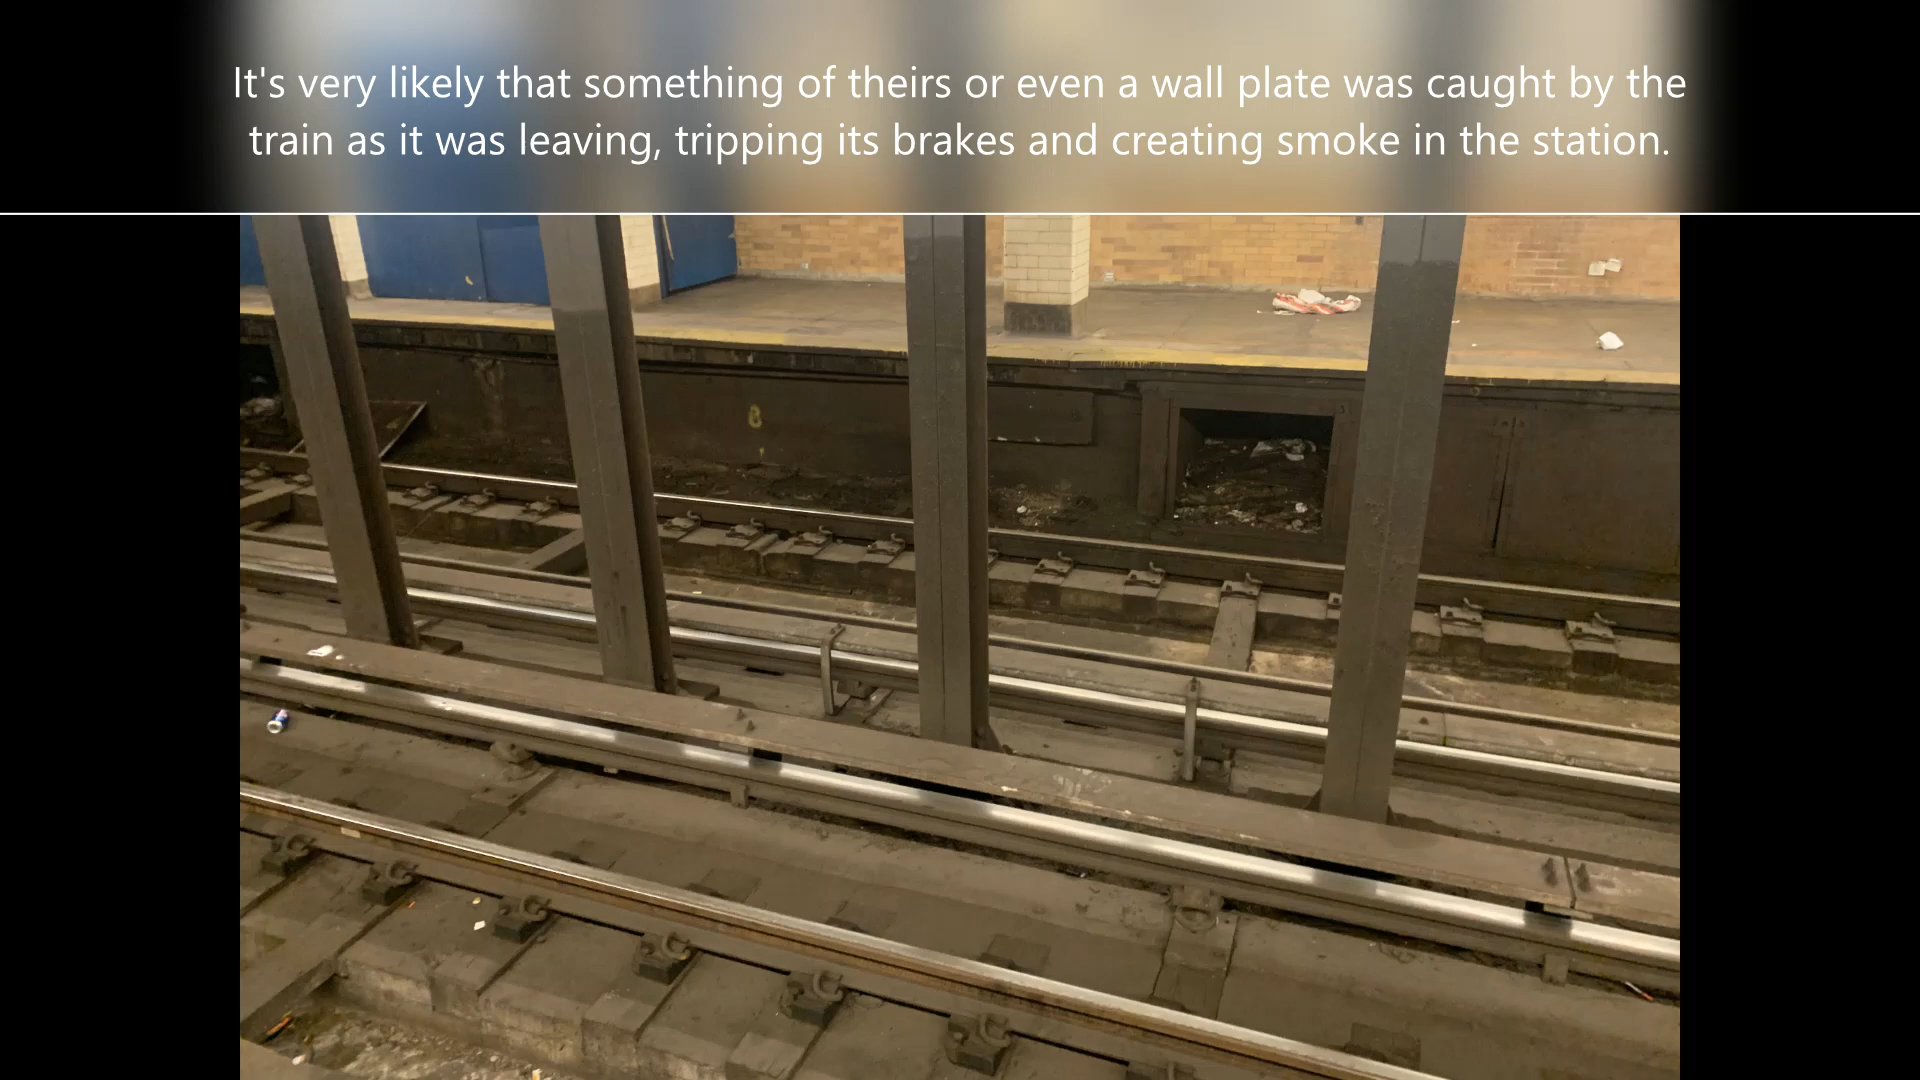 It's very likely that something of theirs or even a wall plate was caught by the
train as it was leaving, tripping its brakes and creating smoke in the station.
8